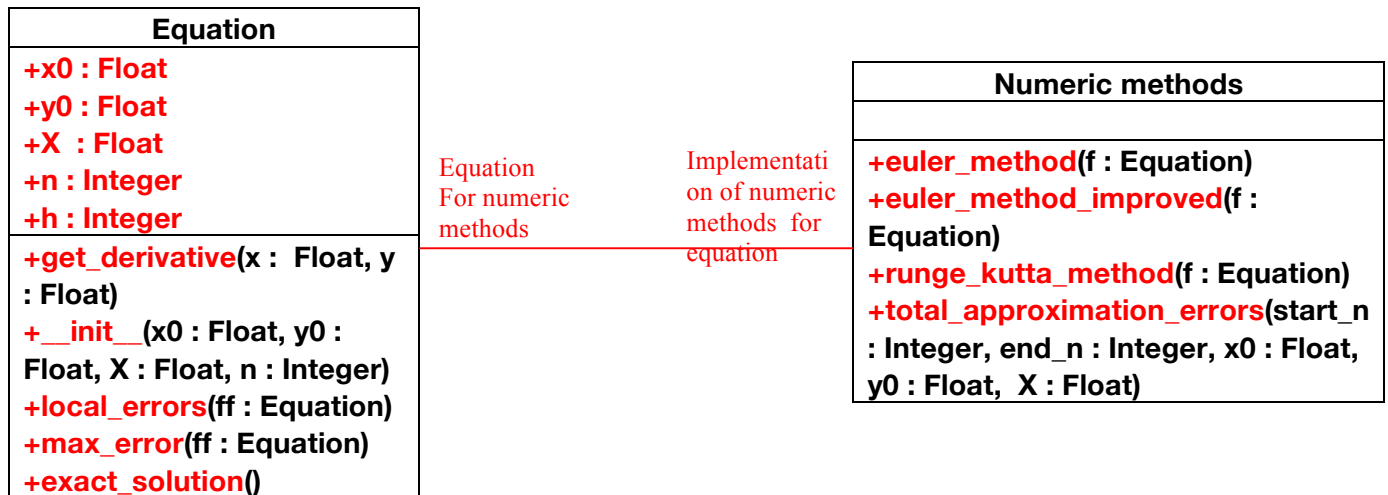 Equation
+x0 : Float
+y0 : Float
+X : Float
+n : Integer
+h : Integer
+get_derivative(x : Float, y
: Float)
+__init__(x0 : Float, y0 :
Float, X : Float, n : Integer)
+local_errors(ff : Equation)
+max_error(ff : Equation)
+exact_solution()
Equation
For numeric
methods
Implementati
on of numeric
methods for
equation
Numeric methods
+euler_method(f : Equation)
+euler_method_improved(f :
Equation)
+runge_kutta_method(f : Equation)
+total_approximation_errors(start_n
: Integer, end_n : Integer, x0 : Float,
y0 : Float, X : Float)